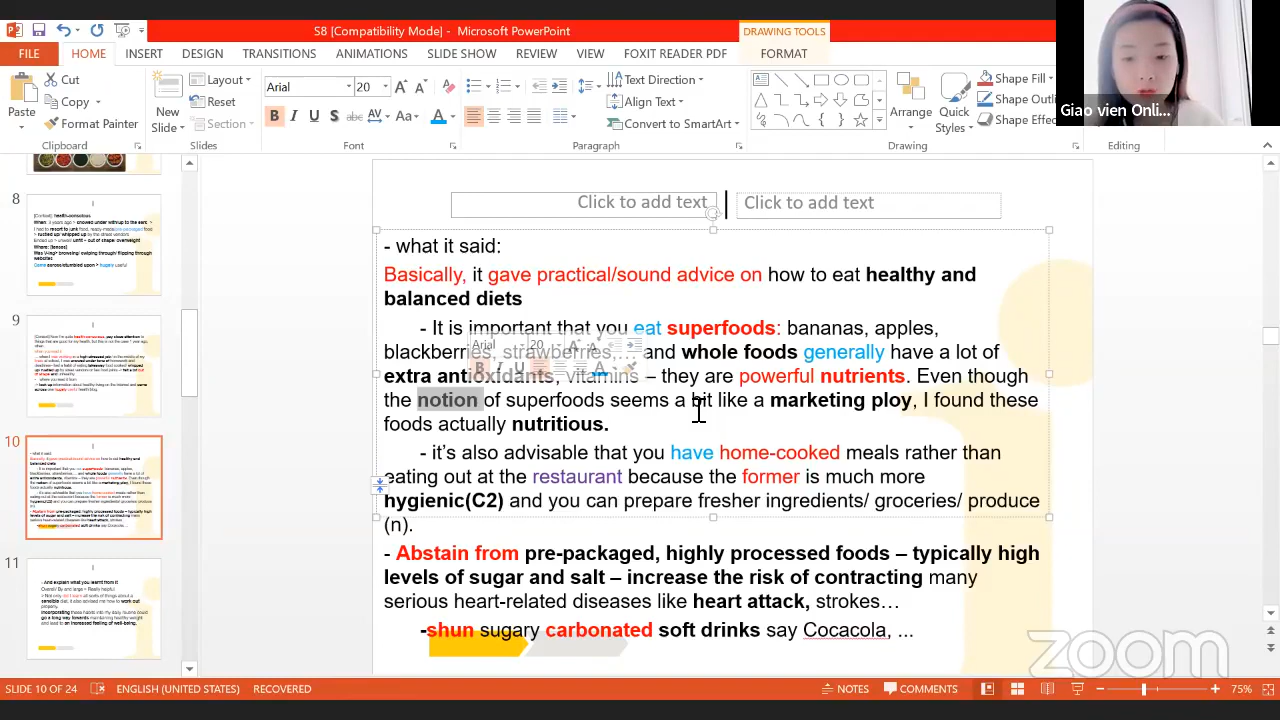 S8 [Compatibility Mode] - Microsoft PowerPoint
DRAWING TOOLS
FILE HOME INSERT DESIGN TRANSITIONS ANIMATIONS SLIDE SHOW REVIEW VIEW FOXIT READER PDF FORMAT
Giao vien Onli...
Paste
Cut
Copy
Format Painter
Clipboard
New Slide
Layout
Reset
Section
Slides
Arial 20
B I U S abc AV Aa A
Font
Text Direction
Align Text
Convert to SmartArt
Paragraph
Arrange
Quick Styles
Shape Fill
Shape Outli
Shape Effe
Drawing
Editing
8
9
10
11
Click to add text
Click to add text
- what it said:
Basically, it gave practical/sound advice on how to eat healthy and
balanced diets
- It is important that you eat superfoods: bananas, apples,
blackberries, strawberries, … and whole foods generally have a lot of
extra antioxidants, vitamins – they are powerful nutrients. Even though
the notion of superfoods seems a bit like a marketing ploy, I found these
foods actually nutritious.
- it’s also advisable that you have home-cooked meals rather than
eating out at the restaurant because the former is much more
hygienic(C2) and you can prepare fresher ingredients/ groceries/ produce
(n).
- Abstain from pre-packaged, highly processed foods – typically high
levels of sugar and salt – increase the risk of contracting many
serious heart-related diseases like heart attack, strokes…
-shun sugary carbonated soft drinks say Cocacola, ...
zoom
SLIDE 10 OF 24 ENGLISH (UNITED STATES) RECOVERED NOTES COMMENTS 75%